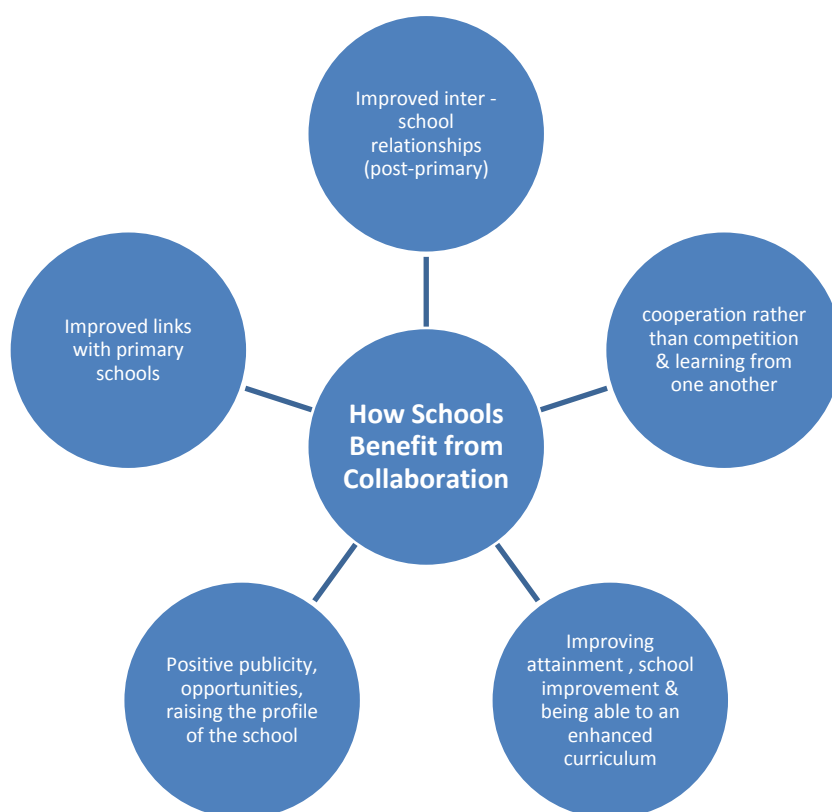 Improved inter -
school
relationships
(post-primary)
cooperation rather
than competition
& learning from
one another
Improved links
with primary
schools
How Schools
Benefit from
Collaboration
Positive publicity,
opportunities,
raising the profile
of the school
Improving
attainment , school
improvement &
being able to an
enhanced
curriculum